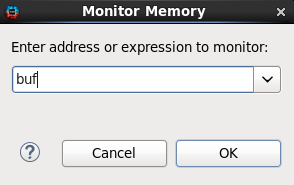 Monitor Memory
Enter address or expression to monitor:
buf
Cancel
OK